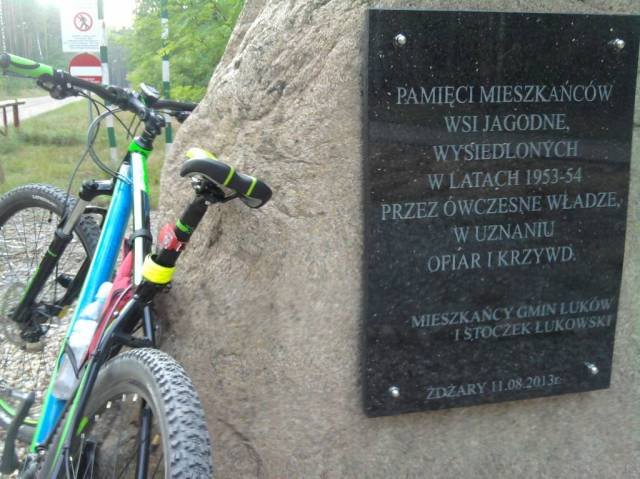 PAMIĘCI MIESZKAŃCÓW
WSI JAGODNE,
WYSIEDLONYCH
W LATACH 1953-54
PRZEZ ÓWCZESNE WŁADZE,
W UZNANIU
OFIAR I KRZYWD.
MIESZKAŃCY GMIN ŁUKÓW
I STOCZEK ŁUKOWSKI
ŻDŻARY 11.08.2013r.